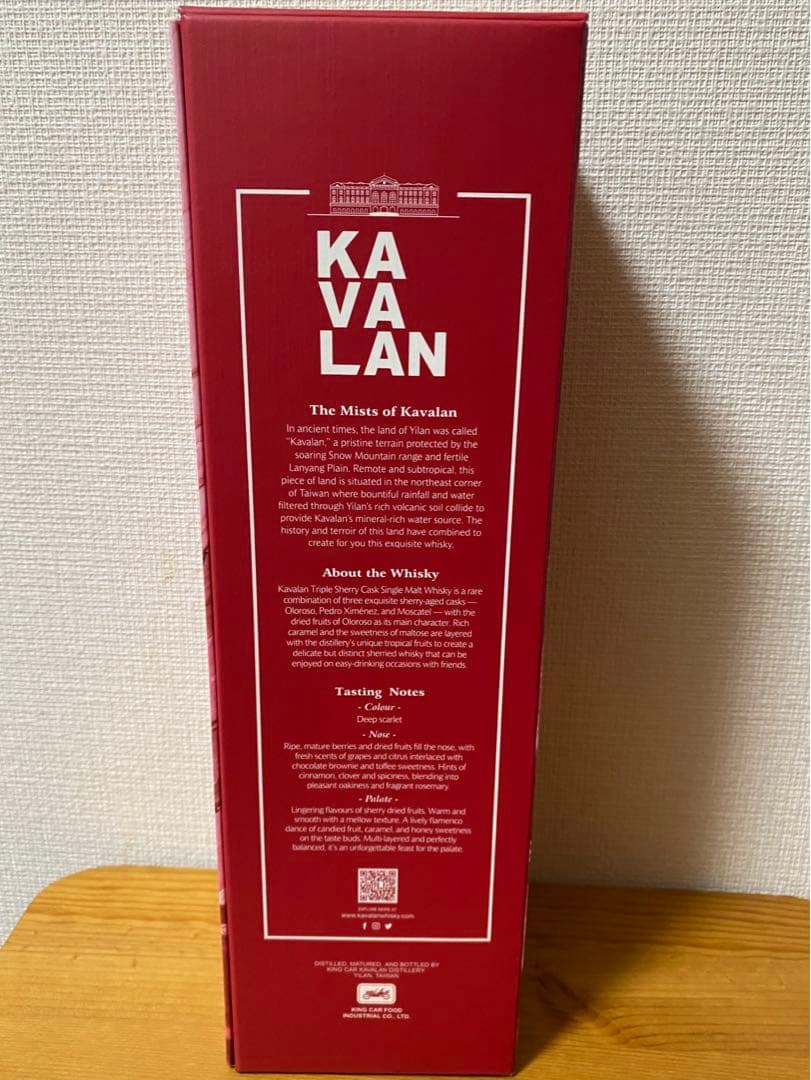 KA
VA
LAN
The Mists of Kavalan
In ancient times, the land of Yilan was called
"Kavalan," a pristine terrain protected by the
soaring Snow Mountain range and fertile
Lanyang Plain. Remote and subtropical, this
piece of land is situated in the northeast corner
of Taiwan where bountiful rainfall and water
filtered through Yilan's rich volcanic soil collide to
provide Kavalan's mineral-rich water source. The
history and terroir of this land have combined to
create for you this exquisite whisky.
About the Whisky
Kavalan Triple Sherry Cask Single Malt Whisky is a rare
combination of three exquisite sherry-aged casks —
Oloroso, Pedro Ximénez, and Moscatel — with the
dried fruits of Oloroso as its main character. Rich
caramel and the sweetness of maltose are layered
with the distillery's unique tropical fruits to create a
delicate but distinct sherried whisky that can be
enjoyed on easy-drinking occasions with friends.
Tasting Notes
- Colour -
Deep scarlet
- Nose -
Ripe, mature berries and dried fruits fill the nose, with
fresh scents of grapes and citrus interlaced with
chocolate brownie and toffee sweetness. Hints of
cinnamon, clover and spiciness, blending into
pleasant oakiness and fragrant rosemary.
- Palate -
Lingering flavours of sherry dried fruits. Warm and
smooth with a mellow texture. A lively flamenco
dance of candied fruit, caramel, and honey sweetness
on the taste buds. Multi-layered and perfectly
balanced, it's an unforgettable feast for the palate.
EXPLORE MORE AT
www.kavalanwhisky.com
DISTILLED, MATURED, AND BOTTLED BY
KING CAR KAVALAN DISTILLERY
YILAN, TAIWAN
KING CAR FOOD
INDUSTRIAL CO., LTD.